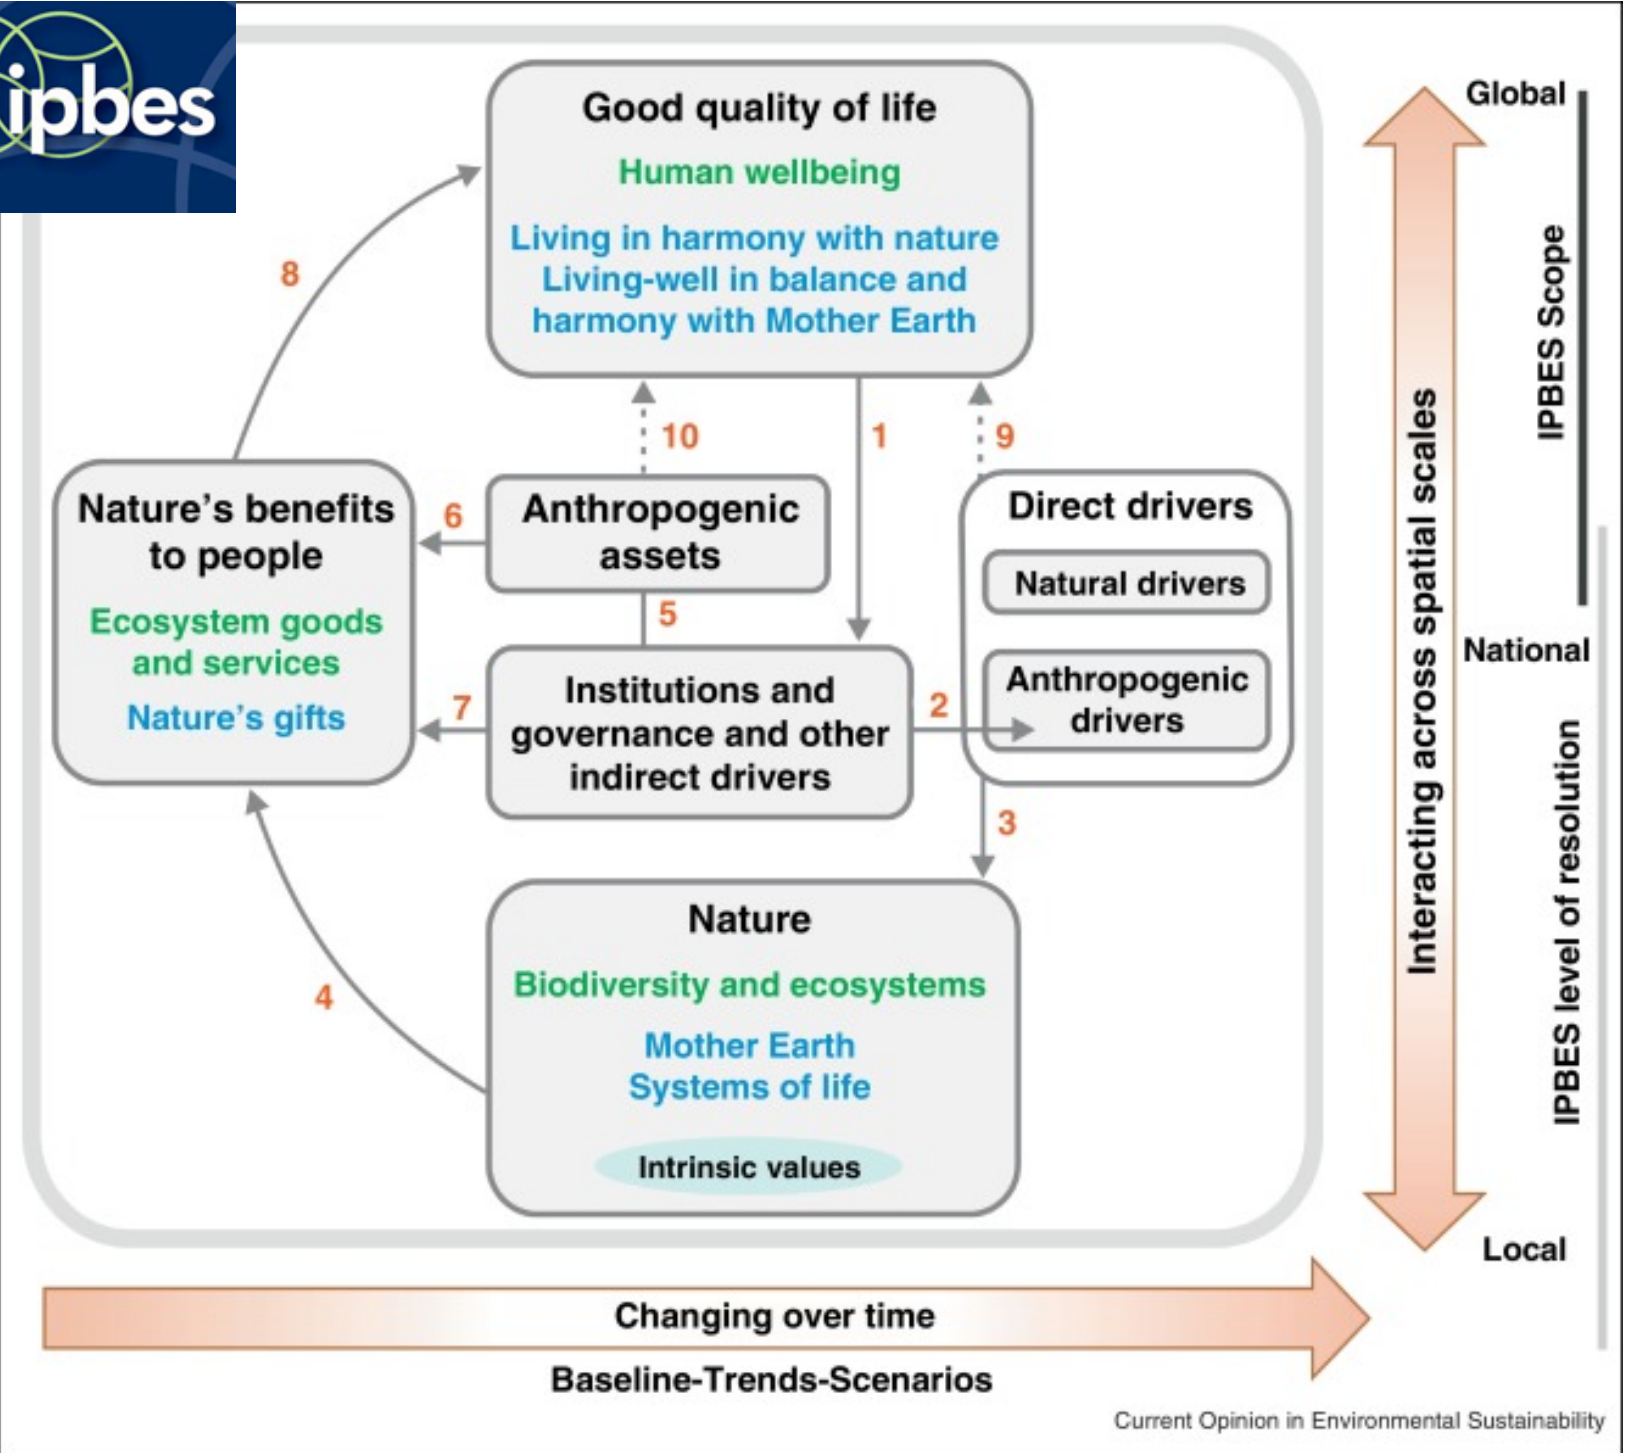 ipbes
Good quality of life
Human wellbeing
Living in harmony with nature
Living-well in balance and
harmony with Mother Earth
8
10
1
9
Nature's benefits
to people
Ecosystem goods
and services
Nature's gifts
6
Anthropogenic
assets
5
7
Institutions and
governance and other
indirect drivers
2
Direct drivers
Natural drivers
Anthropogenic
drivers
3
4
Nature
Biodiversity and ecosystems
Mother Earth
Systems of life
Intrinsic values
Interacting across spatial scales
Global
IPBES Scope
National
IPBES level of resolution
Local
Changing over time
Baseline-Trends-Scenarios
Current Opinion in Environmental Sustainability